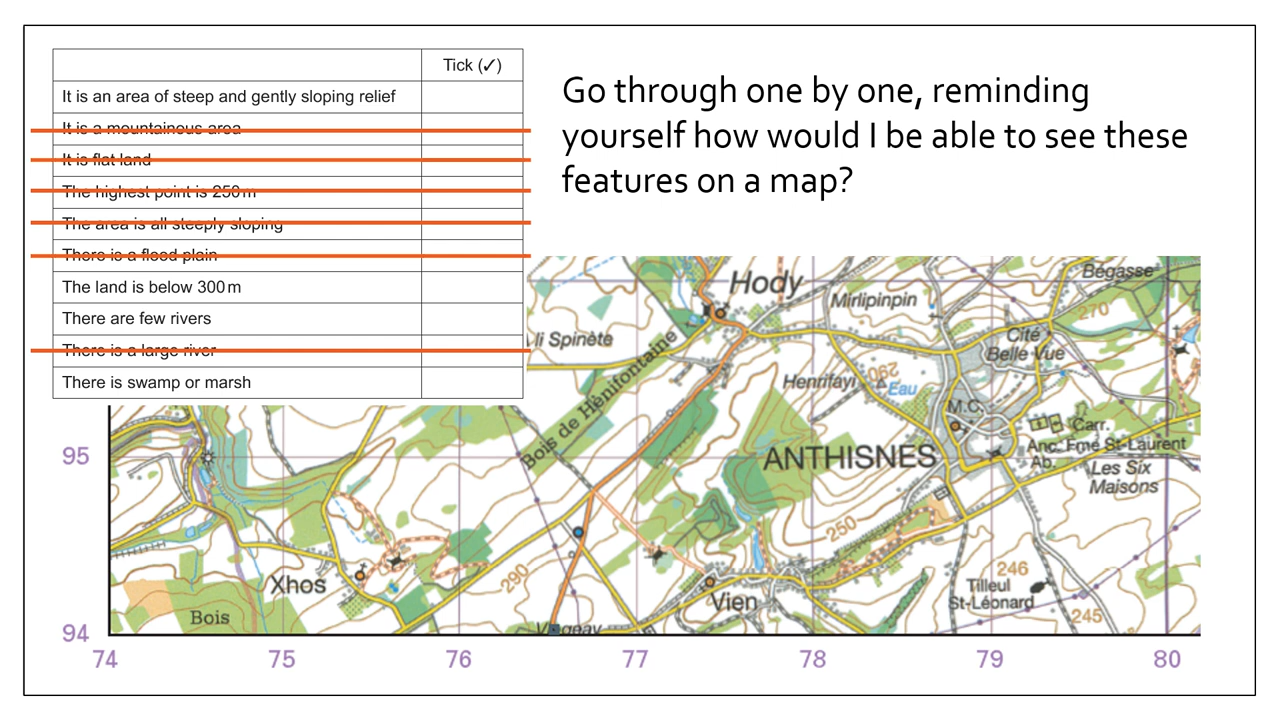 Tick (✓)
It is an area of steep and gently sloping relief
It is a mountainous area
It is flat land
The highest point is 250 m
The area is all steeply sloping
There is a flood plain
The land is below 300 m
There are few rivers
There is a large river
There is swamp or marsh
Go through one by one, reminding
yourself how would I be able to see these
features on a map?
Hody
Bégasse
Mirlipinpin
270
li Spinète
Cité
Belle Vue
Bois de Hénifontaine
Henrifayi
260
Eau
M.C.
Carr.
95
ANTHISNES
Anc. Fme St-Laurent
Ab.
Les Six
Maisons
250
290
246
Xhos
Tilleul
St-Léonard
Vien
Bois
245
94
74
75
76
77
78
79
80